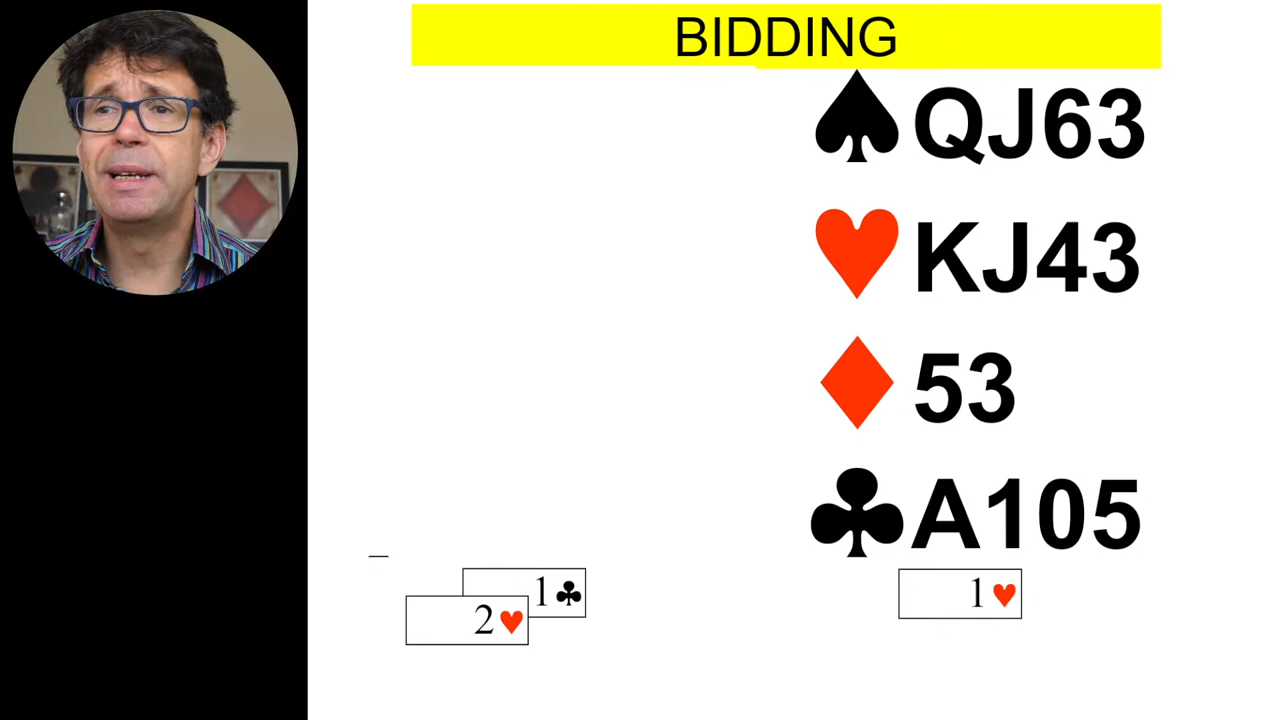 BIDDING
♠QJ63
♥KJ43
♦53
♣A105
1♣
1♥
2♥